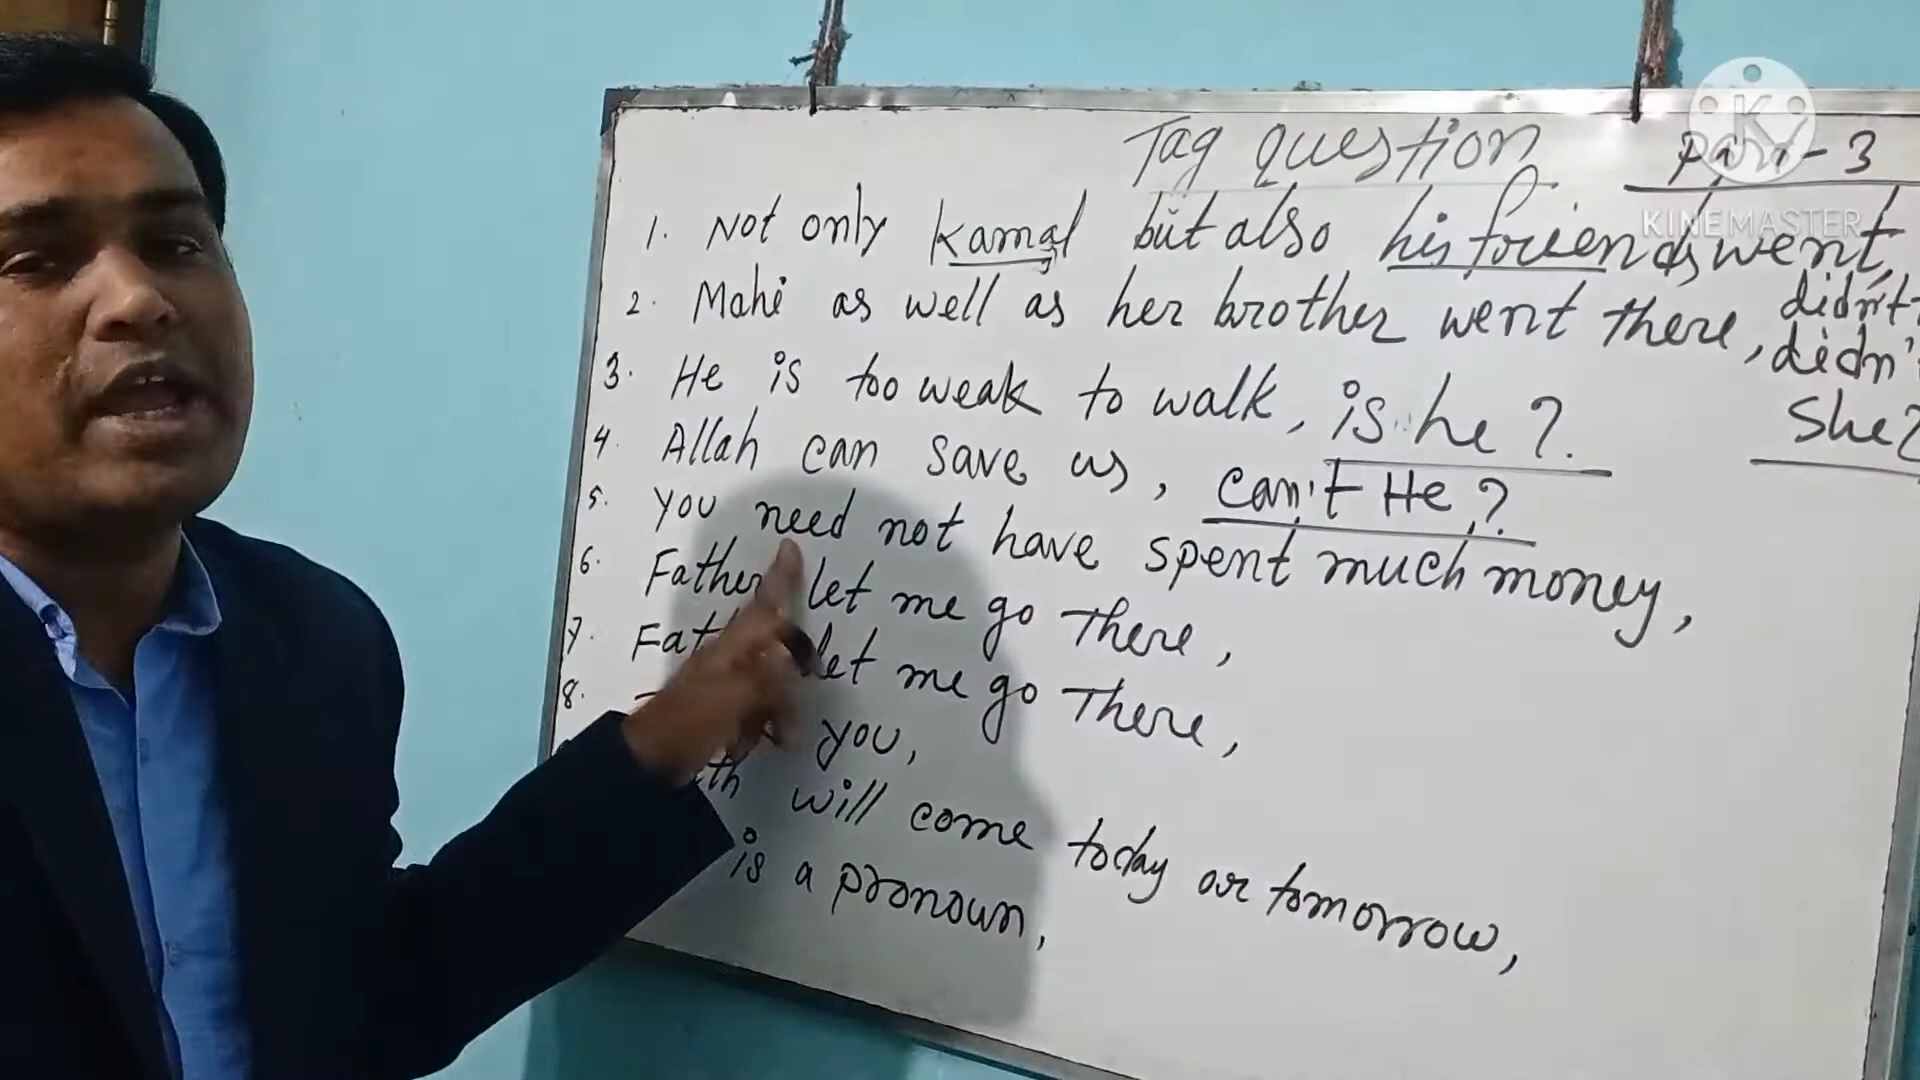 Tag question Part-3
KINEMASTER
1. Not only Kamal but also his friends went,
didn't
2. Mahi as well as her brother went there, didn'
She?
3. He is too weak to walk, is he?
4. Allah can save us, can't He?
5. You need not have spent much money,
6. Father let me go there,
7. let me go There,
8. you,
will come today or tomorrow,
is a pronoun,